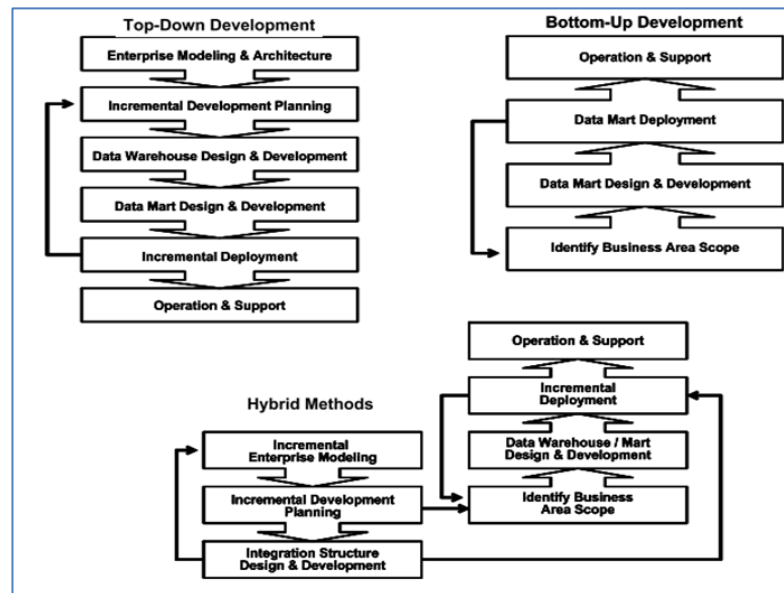 Top-Down Development
Enterprise Modeling & Architecture
Incremental Development Planning
Data Warehouse Design & Development
Data Mart Design & Development
Incremental Deployment
Operation & Support
Bottom-Up Development
Operation & Support
Data Mart Deployment
Data Mart Design & Development
Identify Business Area Scope
Hybrid Methods
Incremental
Enterprise Modeling
Incremental Development
Planning
Integration Structure
Design & Development
Operation & Support
Incremental
Deployment
Data Warehouse / Mart
Design & Development
Identify Business
Area Scope